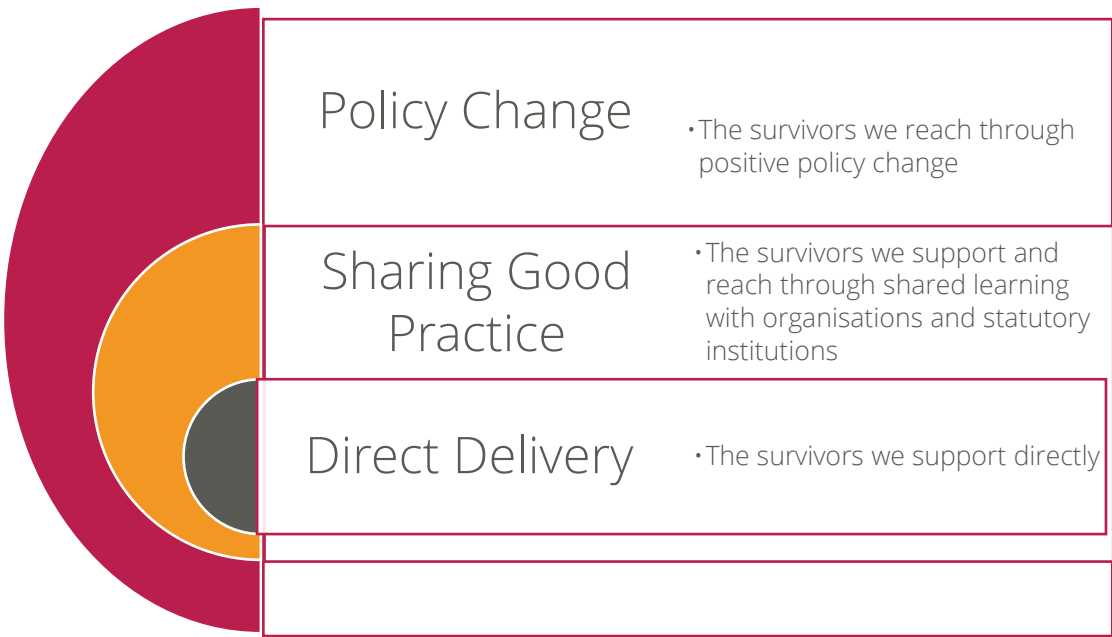 Policy Change
•The survivors we reach through
positive policy change
Sharing Good
Practice
•The survivors we support and
reach through shared learning
with organisations and statutory
institutions
Direct Delivery
•The survivors we support directly